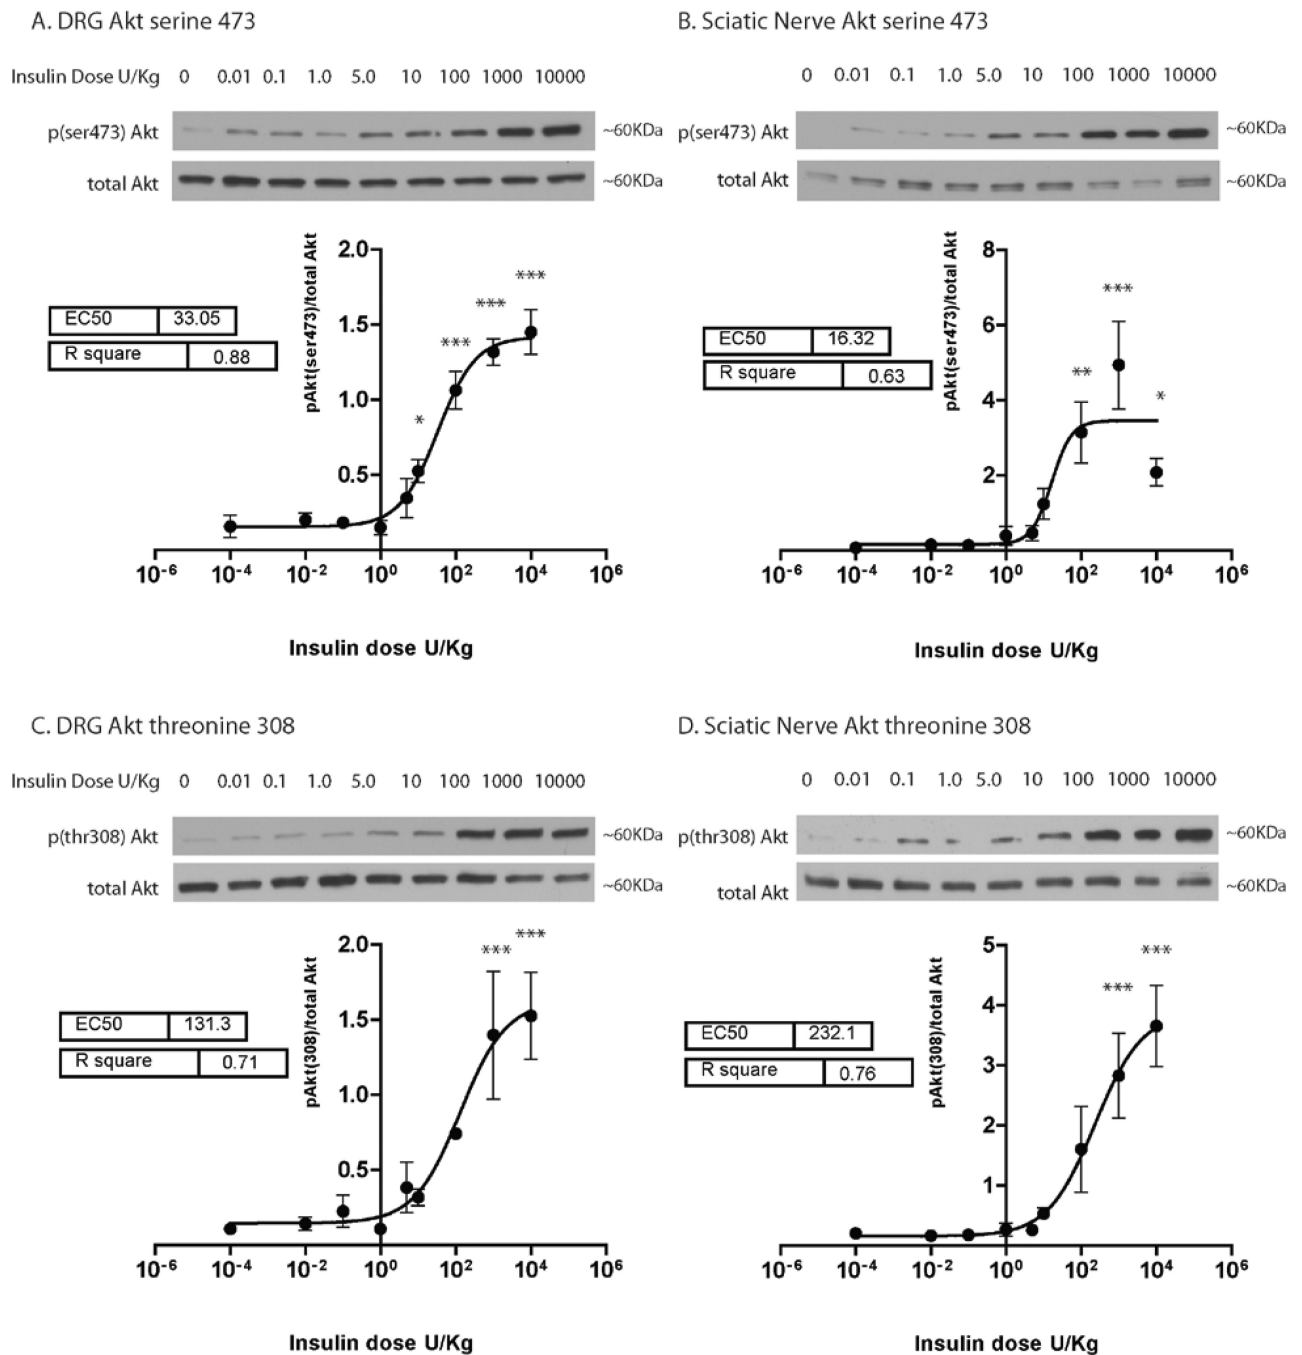 A. DRG Akt serine 473
Insulin Dose U/Kg 0 0.01 0.1 1.0 5.0 10 100 1000 10000
p(ser473) Akt ~60KDa
total Akt ~60KDa
pAkt(ser473)/total Akt
2.0
1.5
1.0
0.5
*
***
***
***
EC50 33.05
R square 0.88
10-6 10-4 10-2 100 102 104 106
Insulin dose U/Kg
B. Sciatic Nerve Akt serine 473
0 0.01 0.1 1.0 5.0 10 100 1000 10000
p(ser473) Akt ~60KDa
total Akt ~60KDa
pAkt(ser473)/total Akt
8
6
4
2
**
***
*
EC50 16.32
R square 0.63
10-6 10-4 10-2 100 102 104 106
Insulin dose U/Kg
C. DRG Akt threonine 308
Insulin Dose U/Kg 0 0.01 0.1 1.0 5.0 10 100 1000 10000
p(thr308) Akt ~60KDa
total Akt ~60KDa
pAkt(308)/total Akt
2.0
1.5
1.0
0.5
***
***
EC50 131.3
R square 0.71
10-6 10-4 10-2 100 102 104 106
Insulin dose U/Kg
D. Sciatic Nerve Akt threonine 308
0 0.01 0.1 1.0 5.0 10 100 1000 10000
p(thr308) Akt ~60KDa
total Akt ~60KDa
pAkt(308)/total Akt
5
4
3
2
1
***
***
EC50 232.1
R square 0.76
10-6 10-4 10-2 100 102 104 106
Insulin dose U/Kg